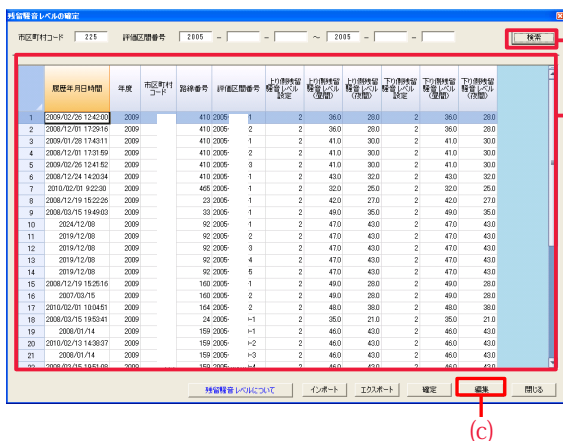 残留騒音レベルの確定
市区町村コード 225 評価区間番号 2005 - - ～ 2005 - - 検索
履歴年月日時間 年度 市区町村コード 路線番号 評価区間番号 上り側残留騒音レベル設定 上り側残留騒音レベル(昼間) 上り側残留騒音レベル(夜間) 下り側残留騒音レベル設定 下り側残留騒音レベル(昼間) 下り側残留騒音レベル(夜間)
1 2009/02/26 12:42:00 2009 410 2005- 1 2 36.0 28.0 2 36.0 28.0
2 2008/12/01 17:29:16 2009 410 2005- 2 2 36.0 28.0 2 36.0 28.0
3 2009/01/28 17:43:11 2009 410 2005- 1 2 41.0 30.0 2 41.0 30.0
4 2008/12/01 17:31:59 2009 410 2005- 2 2 41.0 30.0 2 41.0 30.0
5 2009/02/26 12:41:52 2009 410 2005- 3 2 41.0 30.0 2 41.0 30.0
6 2008/12/24 14:20:34 2009 410 2005- 1 2 43.0 32.0 2 43.0 32.0
7 2010/02/01 9:22:30 2009 465 2005- 1 2 32.0 25.0 2 32.0 25.0
8 2008/12/19 15:22:26 2009 23 2005- 1 2 42.0 27.0 2 42.0 27.0
9 2008/03/15 19:49:03 2009 33 2005- 1 2 49.0 35.0 2 49.0 35.0
10 2024/12/08 2009 92 2005- 1 2 47.0 43.0 2 47.0 43.0
11 2019/12/08 2009 92 2005- 2 2 47.0 43.0 2 47.0 43.0
12 2019/12/08 2009 92 2005- 3 2 47.0 43.0 2 47.0 43.0
13 2019/12/08 2009 92 2005- 4 2 47.0 43.0 2 47.0 43.0
14 2019/12/08 2009 92 2005- 5 2 47.0 43.0 2 47.0 43.0
15 2008/12/19 15:25:16 2009 160 2005- 1 2 49.0 28.0 2 49.0 28.0
16 2007/03/15 2009 160 2005- 2 2 49.0 28.0 2 49.0 28.0
17 2010/02/01 10:04:51 2009 164 2005- 2 2 48.0 38.0 2 48.0 38.0
18 2008/03/15 19:53:41 2009 24 2005- -1 2 35.0 21.0 2 35.0 21.0
19 2008/01/14 2009 159 2005- -1 2 46.0 43.0 2 46.0 43.0
20 2010/02/13 14:38:37 2009 159 2005- -2 2 46.0 43.0 2 46.0 43.0
21 2008/01/14 2009 159 2005- -3 2 46.0 43.0 2 46.0 43.0
残留騒音レベルについて インポート エクスポート 確定 編集 閉じる
(c)